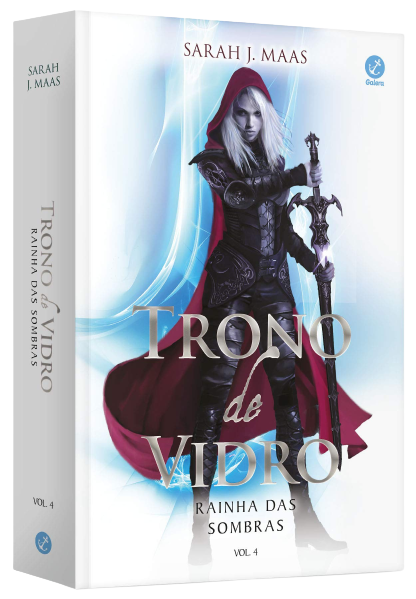 SARAH
J. MAAS
TRONO de VIDRO
RAINHA DAS SOMBRAS
VOL. 4
SARAH J. MAAS
Galera
TRONO
de
VIDRO
RAINHA DAS
SOMBRAS
VOL. 4